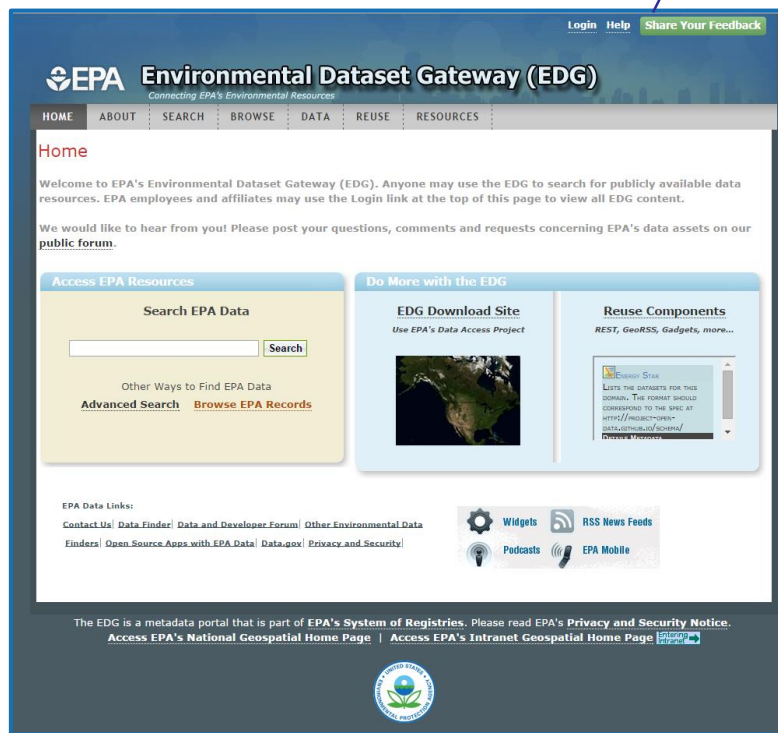 Login Help Share Your Feedback
EPA Environmental Dataset Gateway (EDG)
Connecting EPA's Environmental Resources
HOME ABOUT SEARCH BROWSE DATA REUSE RESOURCES
Home
Welcome to EPA's Environmental Dataset Gateway (EDG). Anyone may use the EDG to search for publicly available data
resources. EPA employees and affiliates may use the Login link at the top of this page to view all EDG content.
We would like to hear from you! Please post your questions, comments and requests concerning EPA's data assets on our
public forum.
Access EPA Resources
Search EPA Data
Search
Other Ways to Find EPA Data
Advanced Search Browse EPA Records
Do More with the EDG
EDG Download Site
Use EPA's Data Access Project
Reuse Components
REST, GeoRSS, Gadgets, more...
ENERGY STAR
LISTS THE DATASETS FOR THIS
DOMAIN. THE FORMAT SHOULD
CORRESPOND TO THE SPEC AT
HTTP://PROJECT-OPEN-
DATA.GITHUB.IO/SCHEMA/
DETAILS METADATA
EPA Data Links:
Contact Us| Data Finder| Data and Developer Forum| Other Environmental Data
Finders| Open Source Apps with EPA Data| Data.gov| Privacy and Security|
Widgets RSS News Feeds
Podcasts EPA Mobile
The EDG is a metadata portal that is part of EPA's System of Registries. Please read EPA's Privacy and Security Notice.
Access EPA's National Geospatial Home Page | Access EPA's Intranet Geospatial Home Page Entering Intranet
UNITED STATES
ENVIRONMENTAL PROTECTION AGENCY